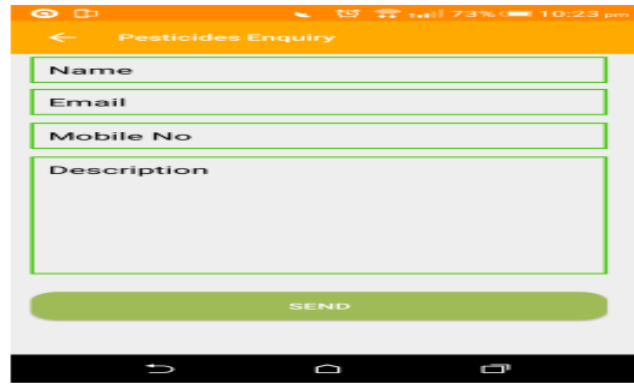 73% 10:23 pm
Pesticides Enquiry
Name
Email
Mobile No
Description
SEND